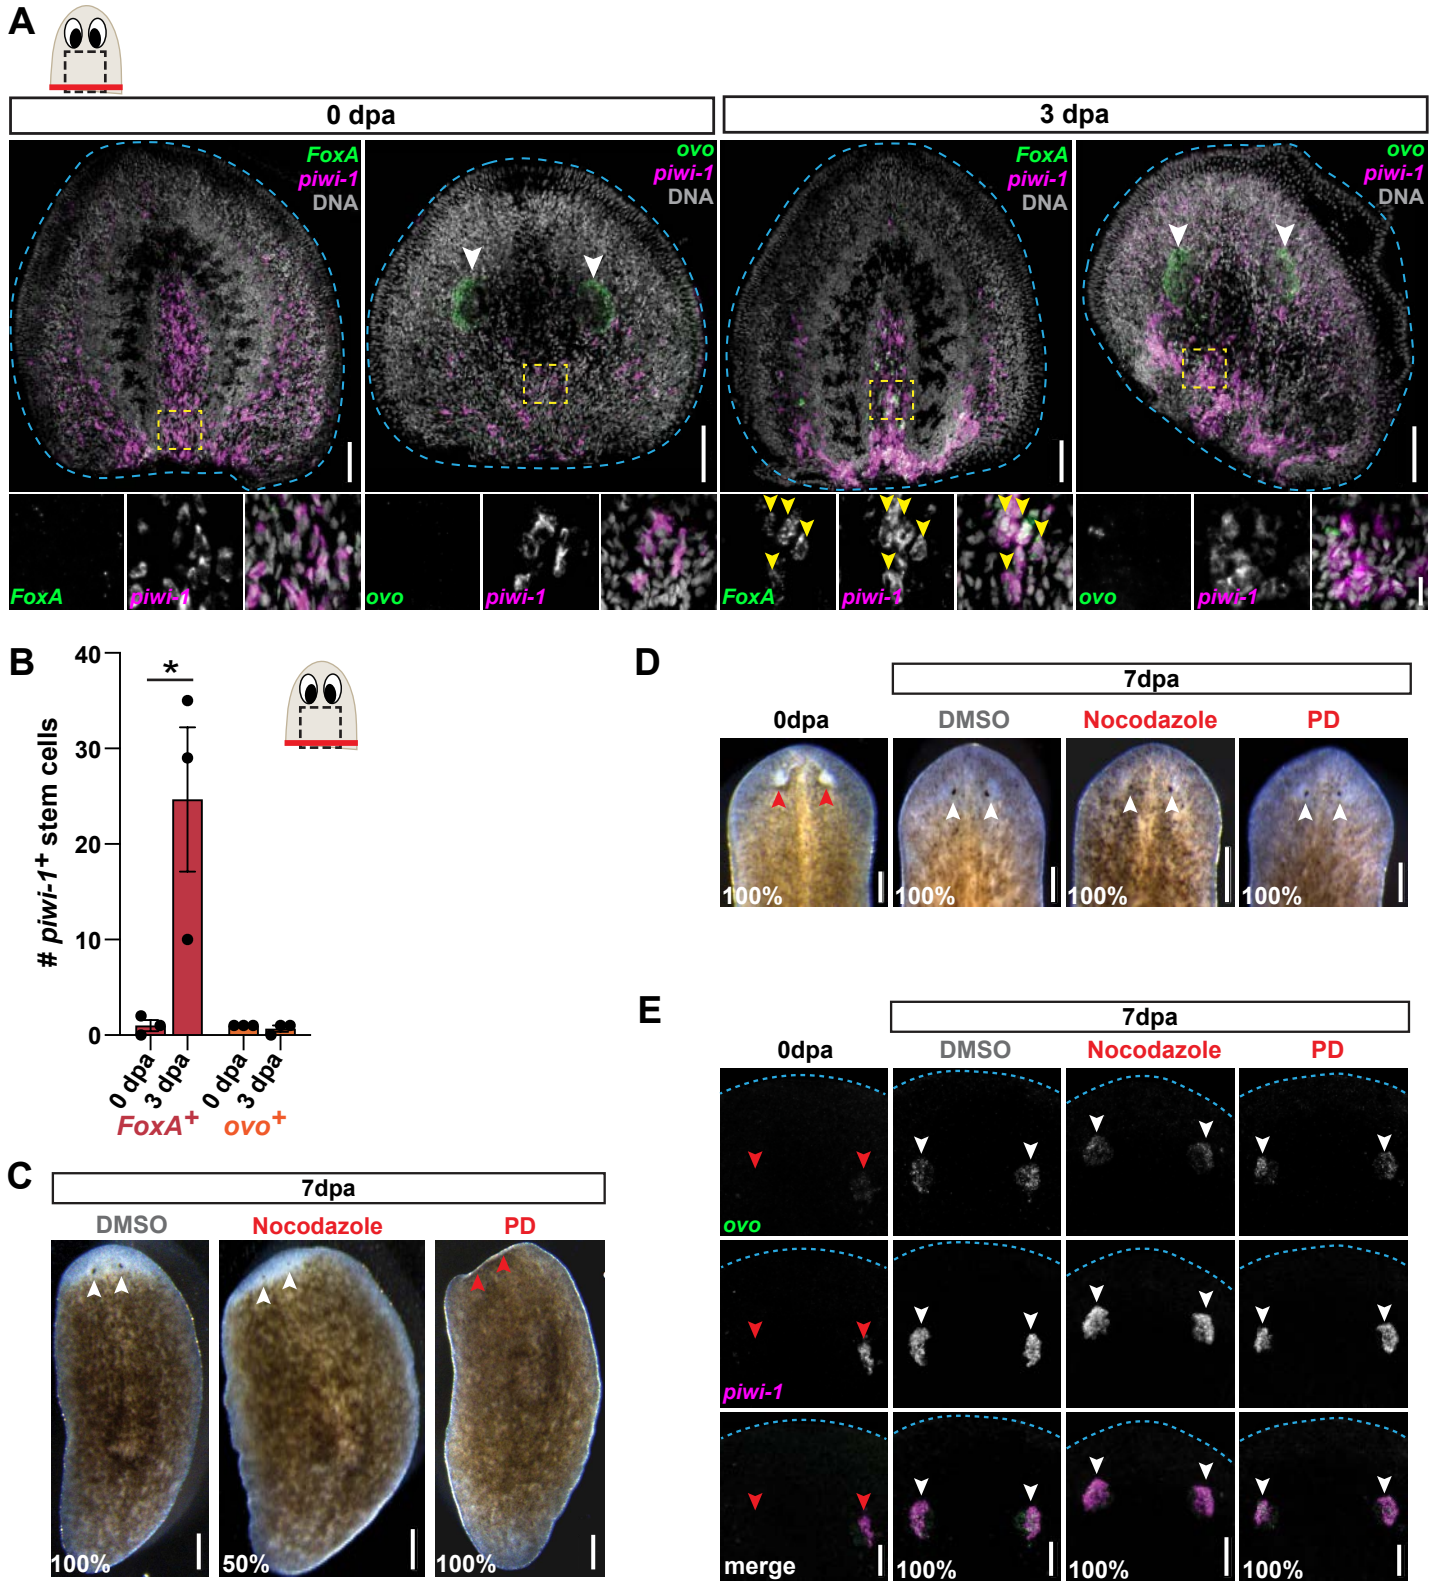 A
0 dpa
3 dpa
FoxA
piwi-1
DNA
ovo
piwi-1
DNA
FoxA
piwi-1
DNA
ovo
piwi-1
DNA
FoxA
piwi-1
ovo
piwi-1
FoxA
piwi-1
ovo
piwi-1
B
# piwi-1+ stem cells
40
30
20
10
0
*
0 dpa
3 dpa
0 dpa
3 dpa
FoxA+
ovo+
C
7dpa
DMSO
Nocodazole
PD
100%
50%
100%
D
7dpa
0dpa
DMSO
Nocodazole
PD
100%
100%
100%
100%
E
7dpa
0dpa
DMSO
Nocodazole
PD
ovo
piwi-1
merge
100%
100%
100%